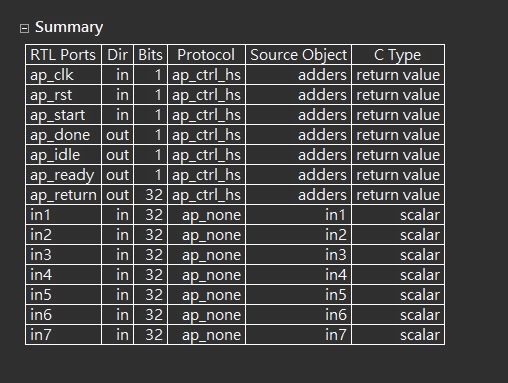 Summary
RTL Ports Dir Bits Protocol Source Object C Type
ap_clk in 1 ap_ctrl_hs adders return value
ap_rst in 1 ap_ctrl_hs adders return value
ap_start in 1 ap_ctrl_hs adders return value
ap_done out 1 ap_ctrl_hs adders return value
ap_idle out 1 ap_ctrl_hs adders return value
ap_ready out 1 ap_ctrl_hs adders return value
ap_return out 32 ap_ctrl_hs adders return value
in1 in 32 ap_none in1 scalar
in2 in 32 ap_none in2 scalar
in3 in 32 ap_none in3 scalar
in4 in 32 ap_none in4 scalar
in5 in 32 ap_none in5 scalar
in6 in 32 ap_none in6 scalar
in7 in 32 ap_none in7 scalar